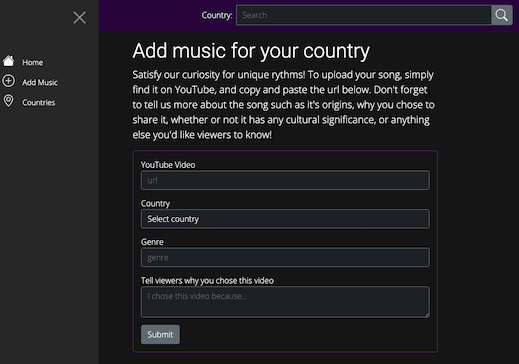 Country: Search
Home
Add Music
Countries
Add music for your country
Satisfy our curiosity for unique rythms! To upload your song, simply
find it on YouTube, and copy and paste the url below. Don't forget
to tell us more about the song such as it's origins, why you chose to
share it, whether or not it has any cultural significance, or anything
else you'd like viewers to know!
YouTube Video
url
Country
Select country
Genre
genre
Tell viewers why you chose this video
I chose this video because...
Submit